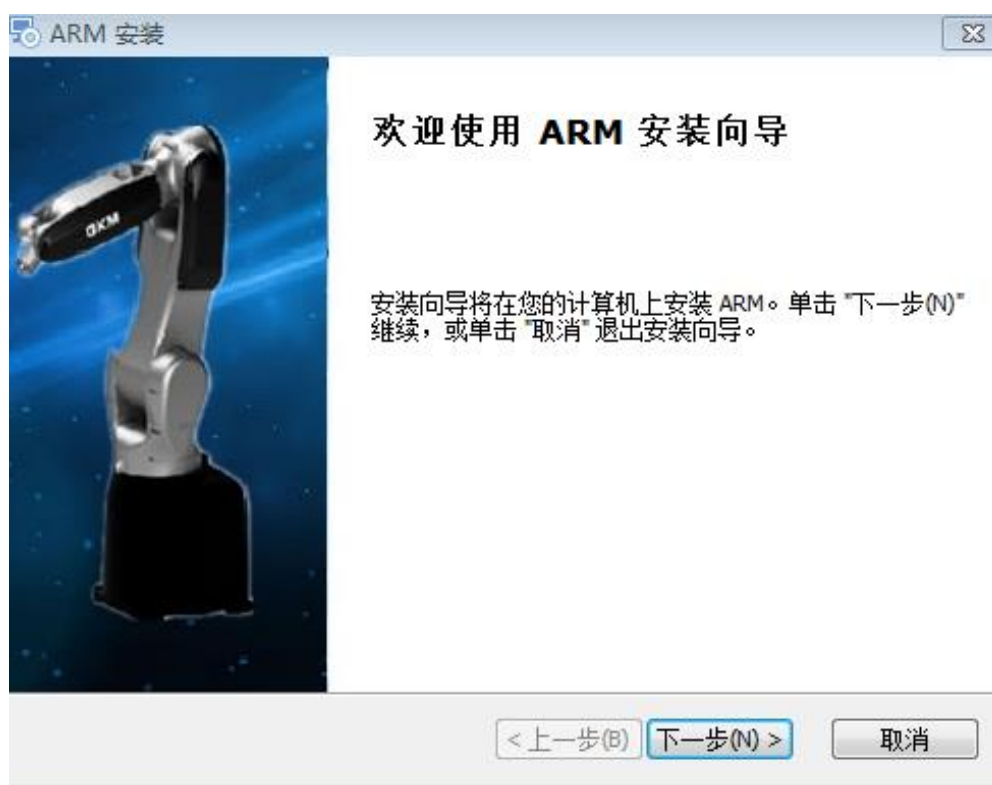 ARM 安装
欢迎使用 ARM 安装向导
GKM
安装向导将在您的计算机上安装 ARM。单击 "下一步(N)"
继续，或单击 "取消" 退出安装向导。
< 上一步(B) 下一步(N) > 取消